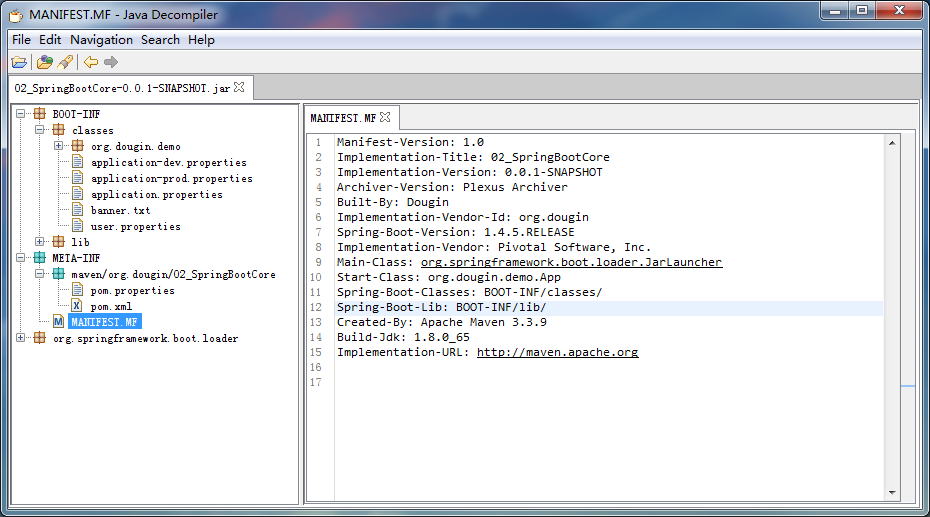 MANIFEST.MF - Java Decompiler
File Edit Navigation Search Help
02_SpringBootCore-0.0.1-SNAPSHOT.jar
BOOT-INF
classes
org.dougin.demo
application-dev.properties
application-prod.properties
application.properties
banner.txt
user.properties
lib
META-INF
maven/org.dougin/02_SpringBootCore
pom.properties
X pom.xml
M MANIFEST.MF
org.springframework.boot.loader
MANIFEST.MF
1 Manifest-Version: 1.0
2 Implementation-Title: 02_SpringBootCore
3 Implementation-Version: 0.0.1-SNAPSHOT
4 Archiver-Version: Plexus Archiver
5 Built-By: Dougin
6 Implementation-Vendor-Id: org.dougin
7 Spring-Boot-Version: 1.4.5.RELEASE
8 Implementation-Vendor: Pivotal Software, Inc.
9 Main-Class: org.springframework.boot.loader.JarLauncher
10 Start-Class: org.dougin.demo.App
11 Spring-Boot-Classes: BOOT-INF/classes/
12 Spring-Boot-Lib: BOOT-INF/lib/
13 Created-By: Apache Maven 3.3.9
14 Build-Jdk: 1.8.0_65
15 Implementation-URL: http://maven.apache.org
16
17